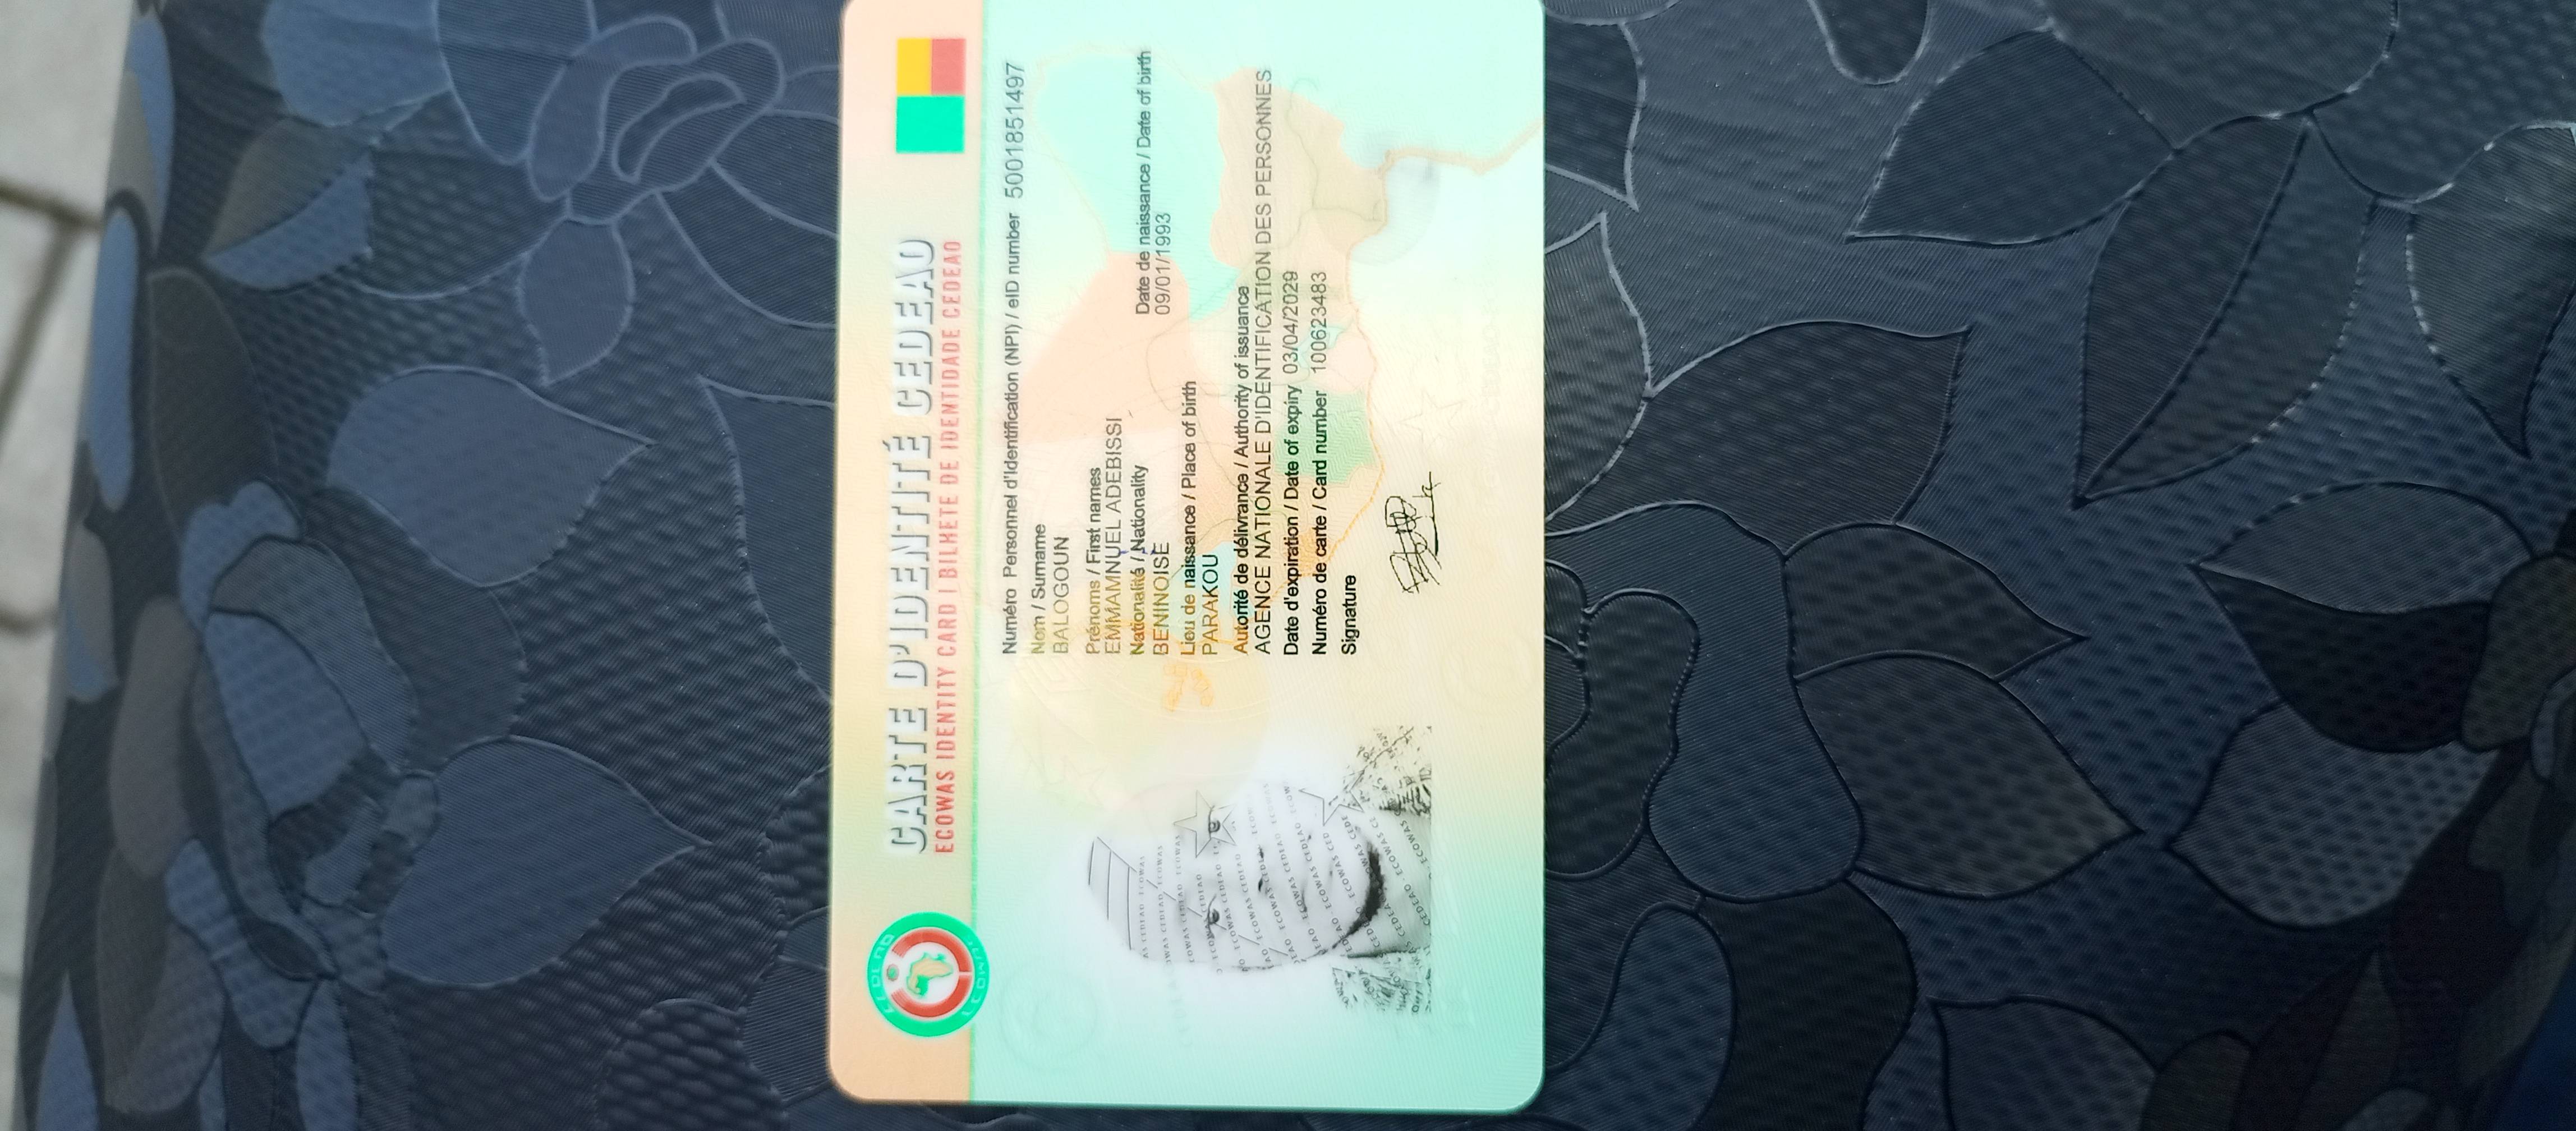 CARTE D'IDENTITÉ CEDEAO
ECOWAS IDENTITY CARD | BILHETE DE IDENTIDADE CEDEAO
Numéro Personnel d'Identification (NPI) / eID number 5001851497
Nom / Surname
BALOGOUN
Prénoms / First names
EMMAMNUEL ADEBISSI
Nationalité / Nationality
BENINOISE
Date de naissance / Date of birth
09/01/1993
Lieu de naissance / Place of birth
PARAKOU
Autorité de délivrance / Authority of issuance
AGENCE NATIONALE D'IDENTIFICATION DES PERSONNES
Date d'expiration / Date of expiry 03/04/2029
Numéro de carte / Card number 100623483
Signature